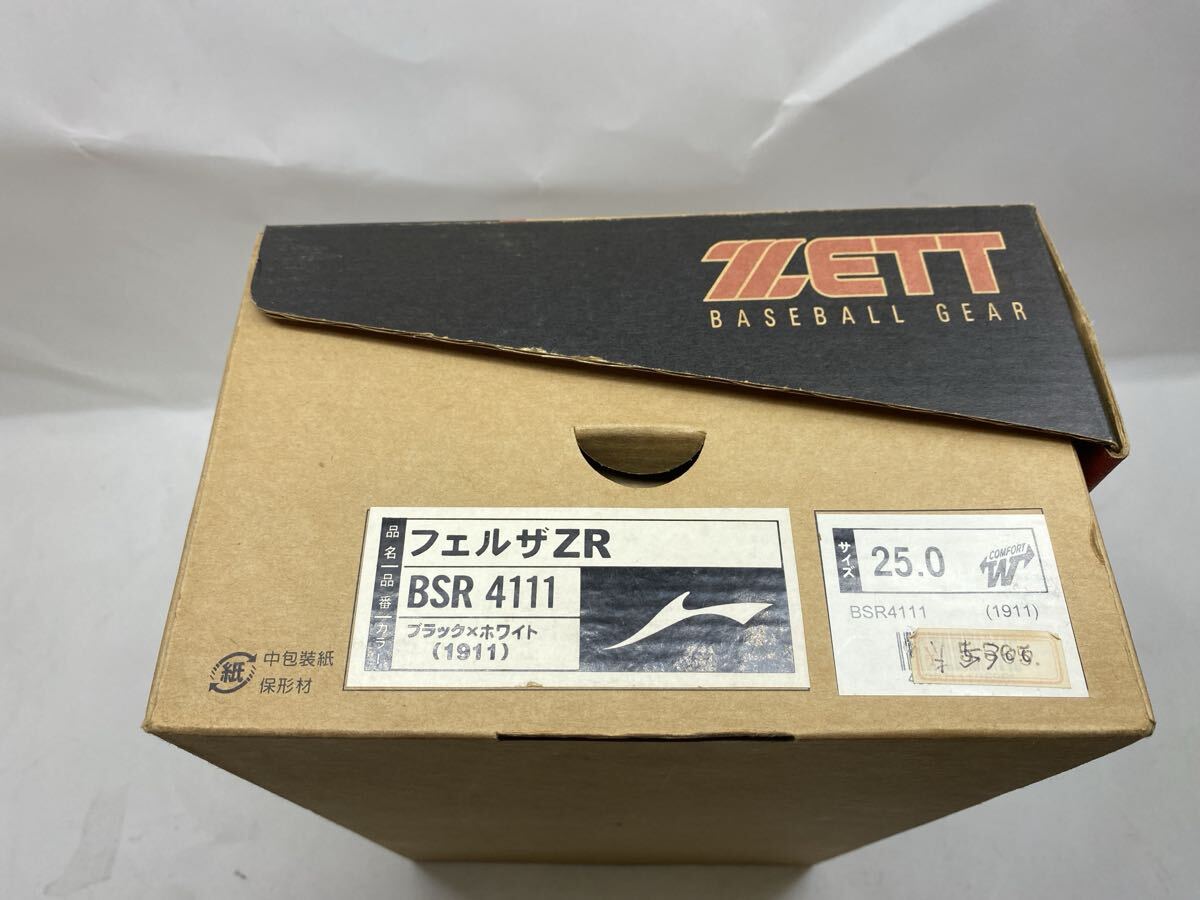 ZETT
BASEBALL GEAR
品名 フェルザZR
品番 BSR 4111
カラー ブラック×ホワイト
(1911)
サイズ 25.0
COMFORT
W
BSR4111 (1911)
紙 中包装紙
保形材